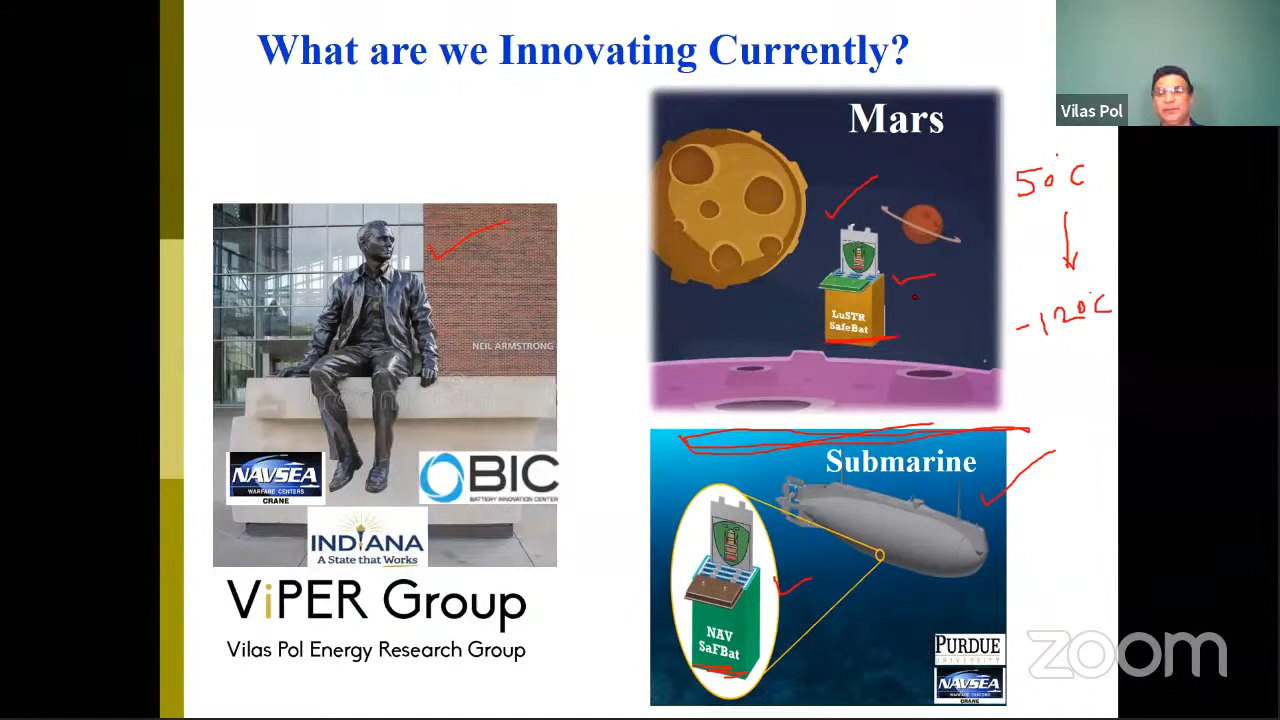 What are we Innovating Currently?
Vilas Pol
Mars
50°C
-120°C
LuSTR
SafeBat
NEIL ARMSTRONG
NAVSEA
WARFARE CENTERS
CRANE
BIC
BATTERY INNOVATION CENTER
INDIANA
A State that Works
ViPER Group
Vilas Pol Energy Research Group
Submarine
NAV
SaFBat
PURDUE
UNIVERSITY
NAVSEA
WARFARE CENTERS
CRANE
zoom